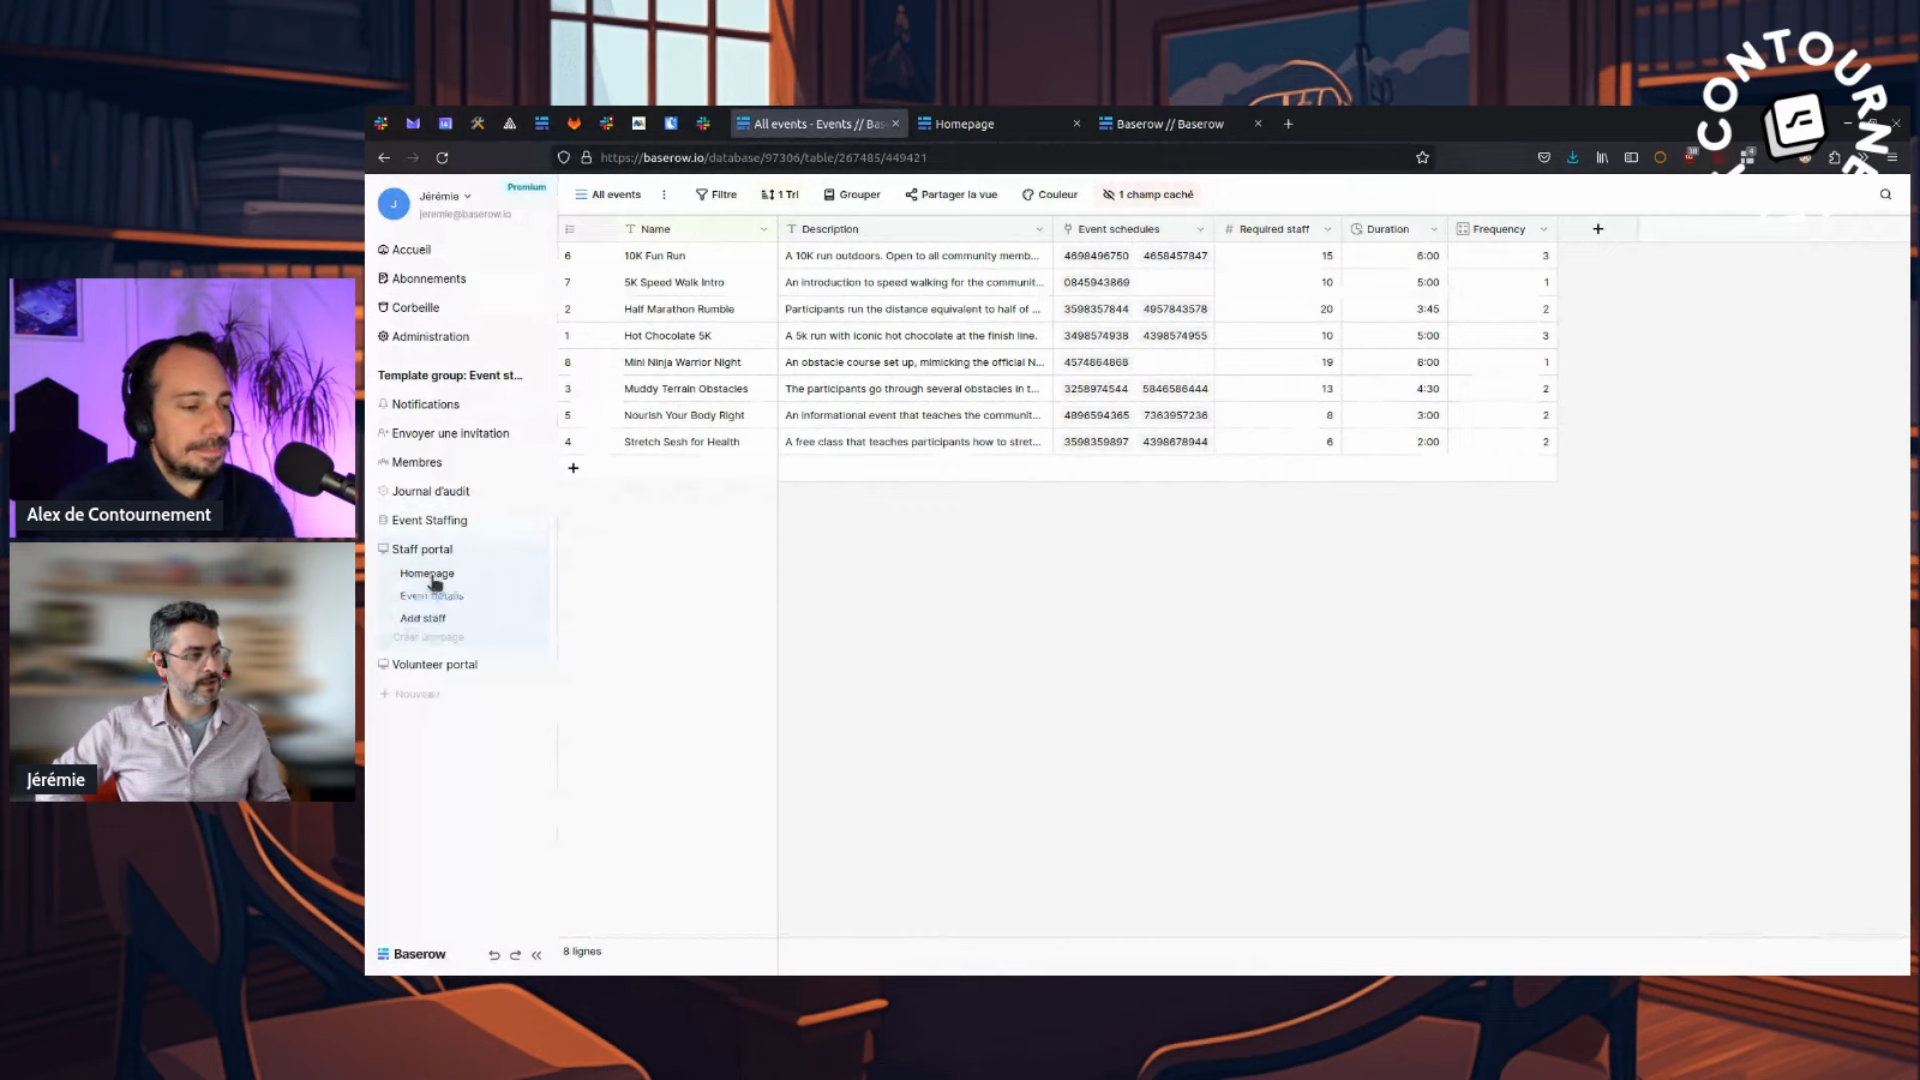 CONTOURNE
All events - Events // Bas
Homepage
Baserow // Baserow
https://baserow.io/database/97306/table/267485/449421
J
Jérémie
Premium
jeremie@baserow.io
Accueil
Abonnements
Corbeille
Administration
Template group: Event st...
Notifications
Envoyer une invitation
Membres
Journal d'audit
Event Staffing
Staff portal
Homepage
Event details
Add staff
Créer une page
Volunteer portal
+ Nouveau
Baserow
All events
Filtre
1 Tri
Grouper
Partager la vue
Couleur
1 champ caché
Name Description Event schedules # Required staff Duration Frequency +
6 10K Fun Run A 10K run outdoors. Open to all community memb... 4698496750 4658457847 15 6:00 3
7 5K Speed Walk Intro An introduction to speed walking for the communit... 0845943869 10 5:00 1
2 Half Marathon Rumble Participants run the distance equivalent to half of ... 3598357844 4957843578 20 3:45 2
1 Hot Chocolate 5K A 5k run with iconic hot chocolate at the finish line. 3498574938 4398574955 10 5:00 3
8 Mini Ninja Warrior Night An obstacle course set up, mimicking the official N... 4574864868 19 8:00 1
3 Muddy Terrain Obstacles The participants go through several obstacles in t... 3258974544 5846586444 13 4:30 2
5 Nourish Your Body Right An informational event that teaches the communit... 4896594365 7363957236 8 3:00 2
4 Stretch Sesh for Health A free class that teaches participants how to stret... 3598359897 4398678944 6 2:00 2
+
8 lignes
Alex de Contournement
Jérémie